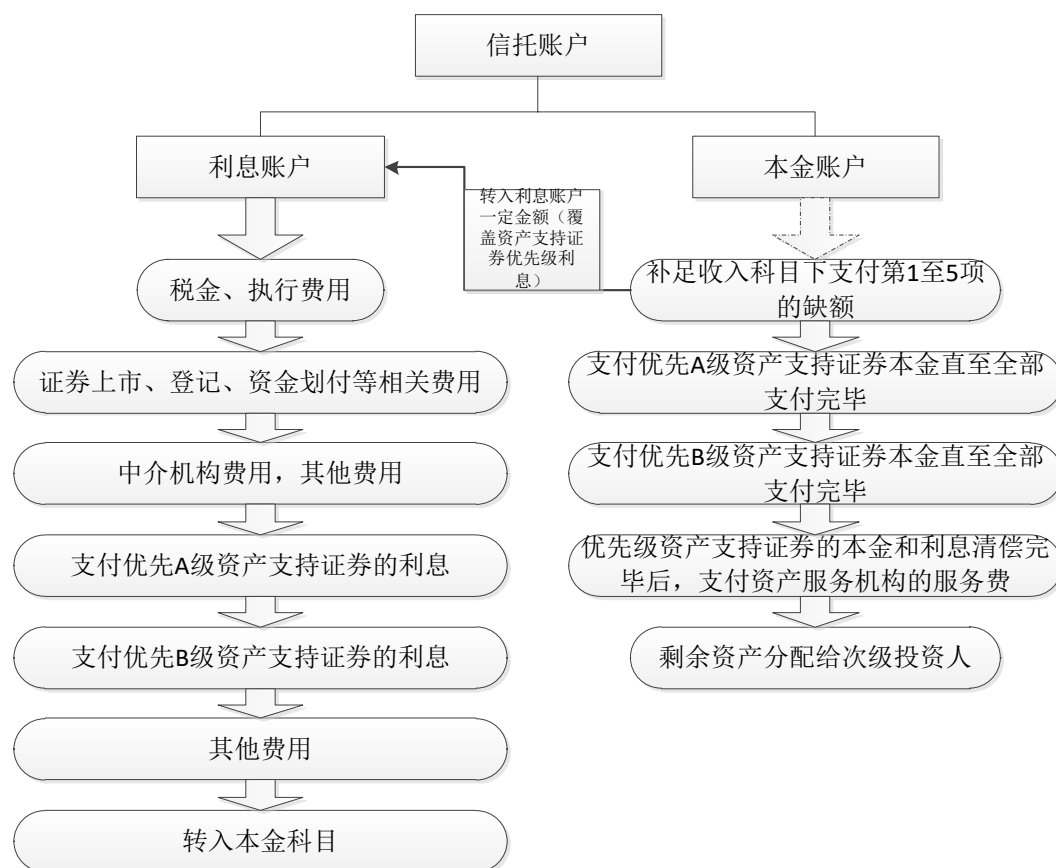 信托账户
利息账户
本金账户
转入利息账户
一定金额（覆
盖资产支持证
券优先级利
息）
税金、执行费用
补足收入科目下支付第1至5项
的缺额
证券上市、登记、资金划付等相关费用
支付优先A级资产支持证券本金直至全部
支付完毕
中介机构费用，其他费用
支付优先B级资产支持证券本金直至全部
支付完毕
支付优先A级资产支持证券的利息
优先级资产支持证券的本金和利息清偿完
毕后，支付资产服务机构的服务费
支付优先B级资产支持证券的利息
剩余资产分配给次级投资人
其他费用
转入本金科目